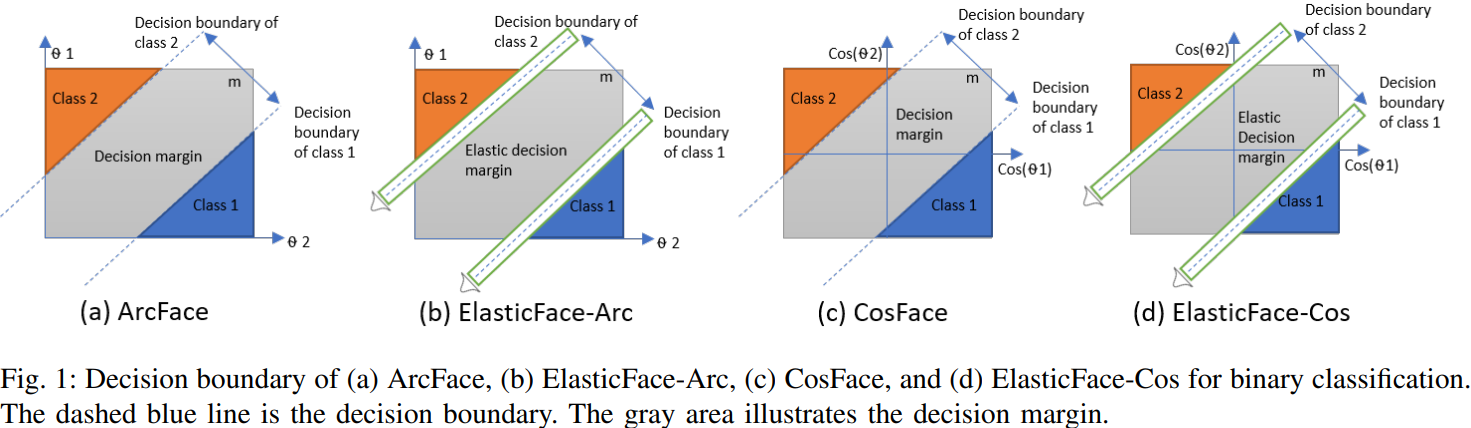 Decision boundary of
class 2
θ 1
m
Class 2
Decision margin
Decision
boundary
of class 1
Class 1
θ 2
(a) ArcFace
Decision boundary of
class 2
θ 1
m
Class 2
Elastic decision
margin
Decision
boundary
of class 1
Class 1
θ 2
(b) ElasticFace-Arc
Decision boundary
of class 2
Cos(θ2)
m
Class 2
Decision
margin
Decision
boundary
of class 1
Cos(θ1)
Class 1
(c) CosFace
Decision boundary
of class 2
Cos(θ2)
m
Class 2
Elastic
Decision
margin
Decision
boundary
of class 1
Cos(θ1)
Class 1
(d) ElasticFace-Cos
Fig. 1: Decision boundary of (a) ArcFace, (b) ElasticFace-Arc, (c) CosFace, and (d) ElasticFace-Cos for binary classification.
The dashed blue line is the decision boundary. The gray area illustrates the decision margin.